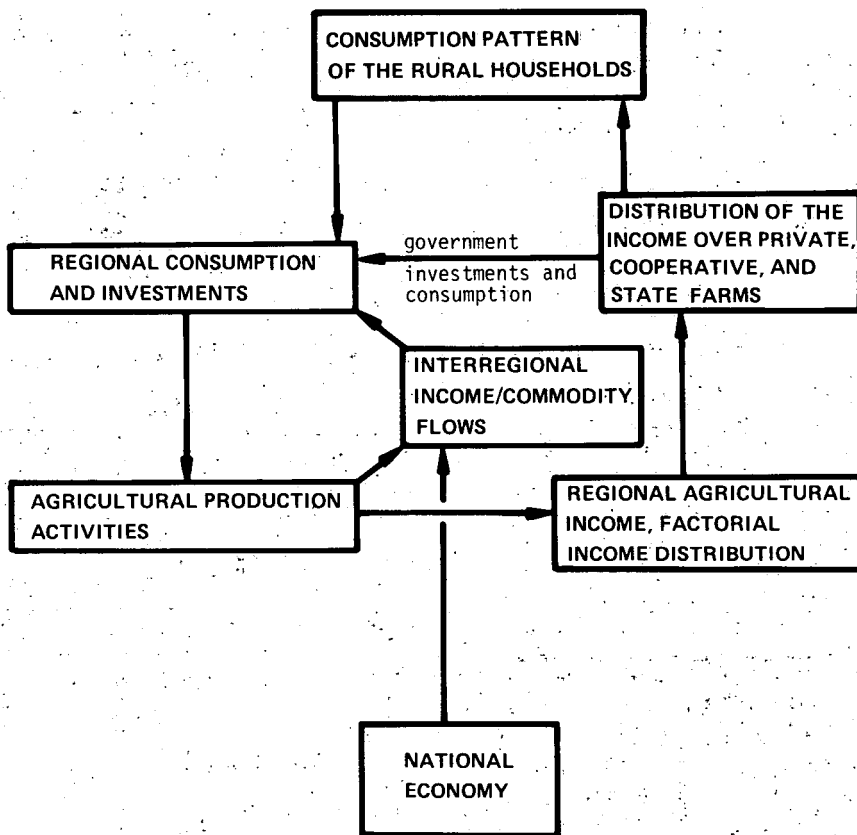 CONSUMPTION PATTERN
OF THE RURAL HOUSEHOLDS
DISTRIBUTION OF THE
INCOME OVER PRIVATE,
COOPERATIVE, AND
STATE FARMS
government
investments and
consumption
REGIONAL CONSUMPTION
AND INVESTMENTS
INTERREGIONAL
INCOME/COMMODITY
FLOWS
AGRICULTURAL PRODUCTION
ACTIVITIES
REGIONAL AGRICULTURAL
INCOME, FACTORIAL
INCOME DISTRIBUTION
NATIONAL
ECONOMY